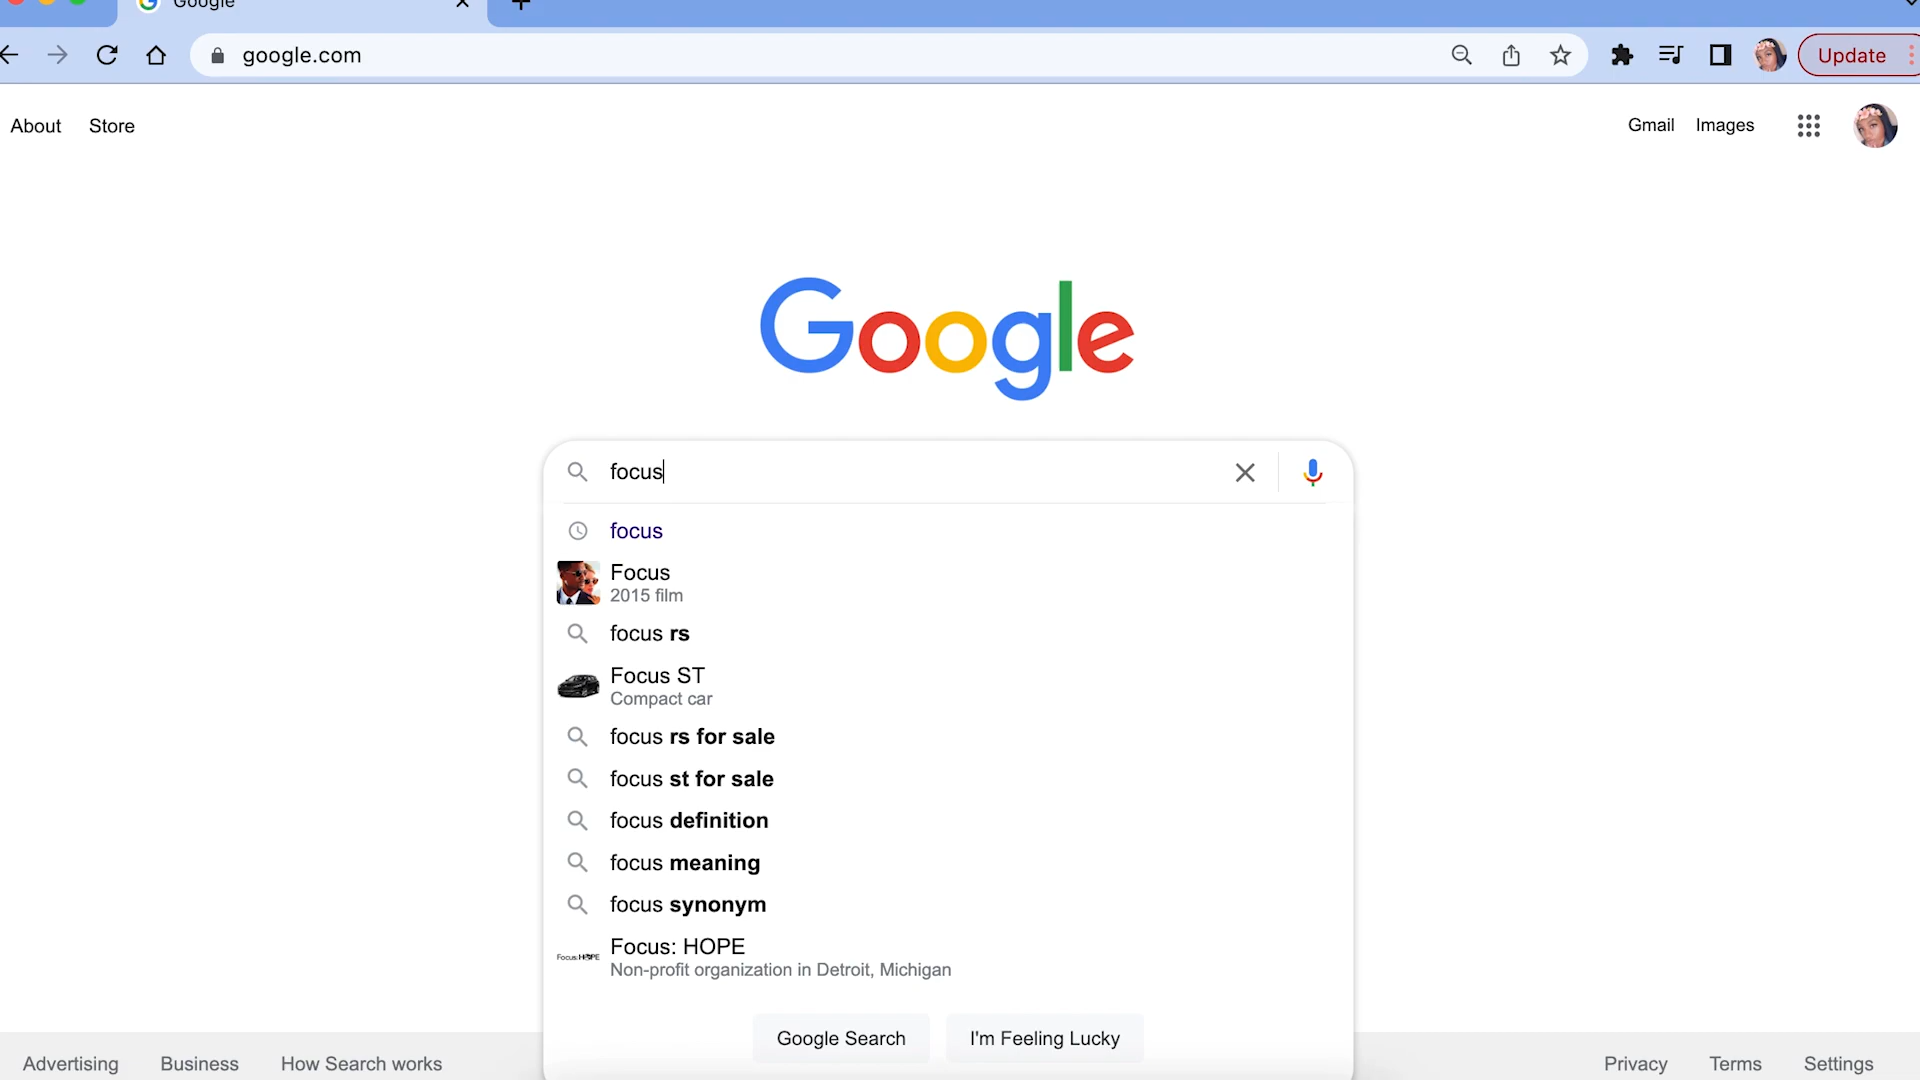 Google
google.com
Update
About Store
Gmail Images
Google
focus
focus
Focus
2015 film
focus rs
Focus ST
Compact car
focus rs for sale
focus st for sale
focus definition
focus meaning
focus synonym
Focus: HOPE
Focus: HOPE
Non-profit organization in Detroit, Michigan
Google Search I'm Feeling Lucky
Advertising Business How Search works
Privacy Terms Settings